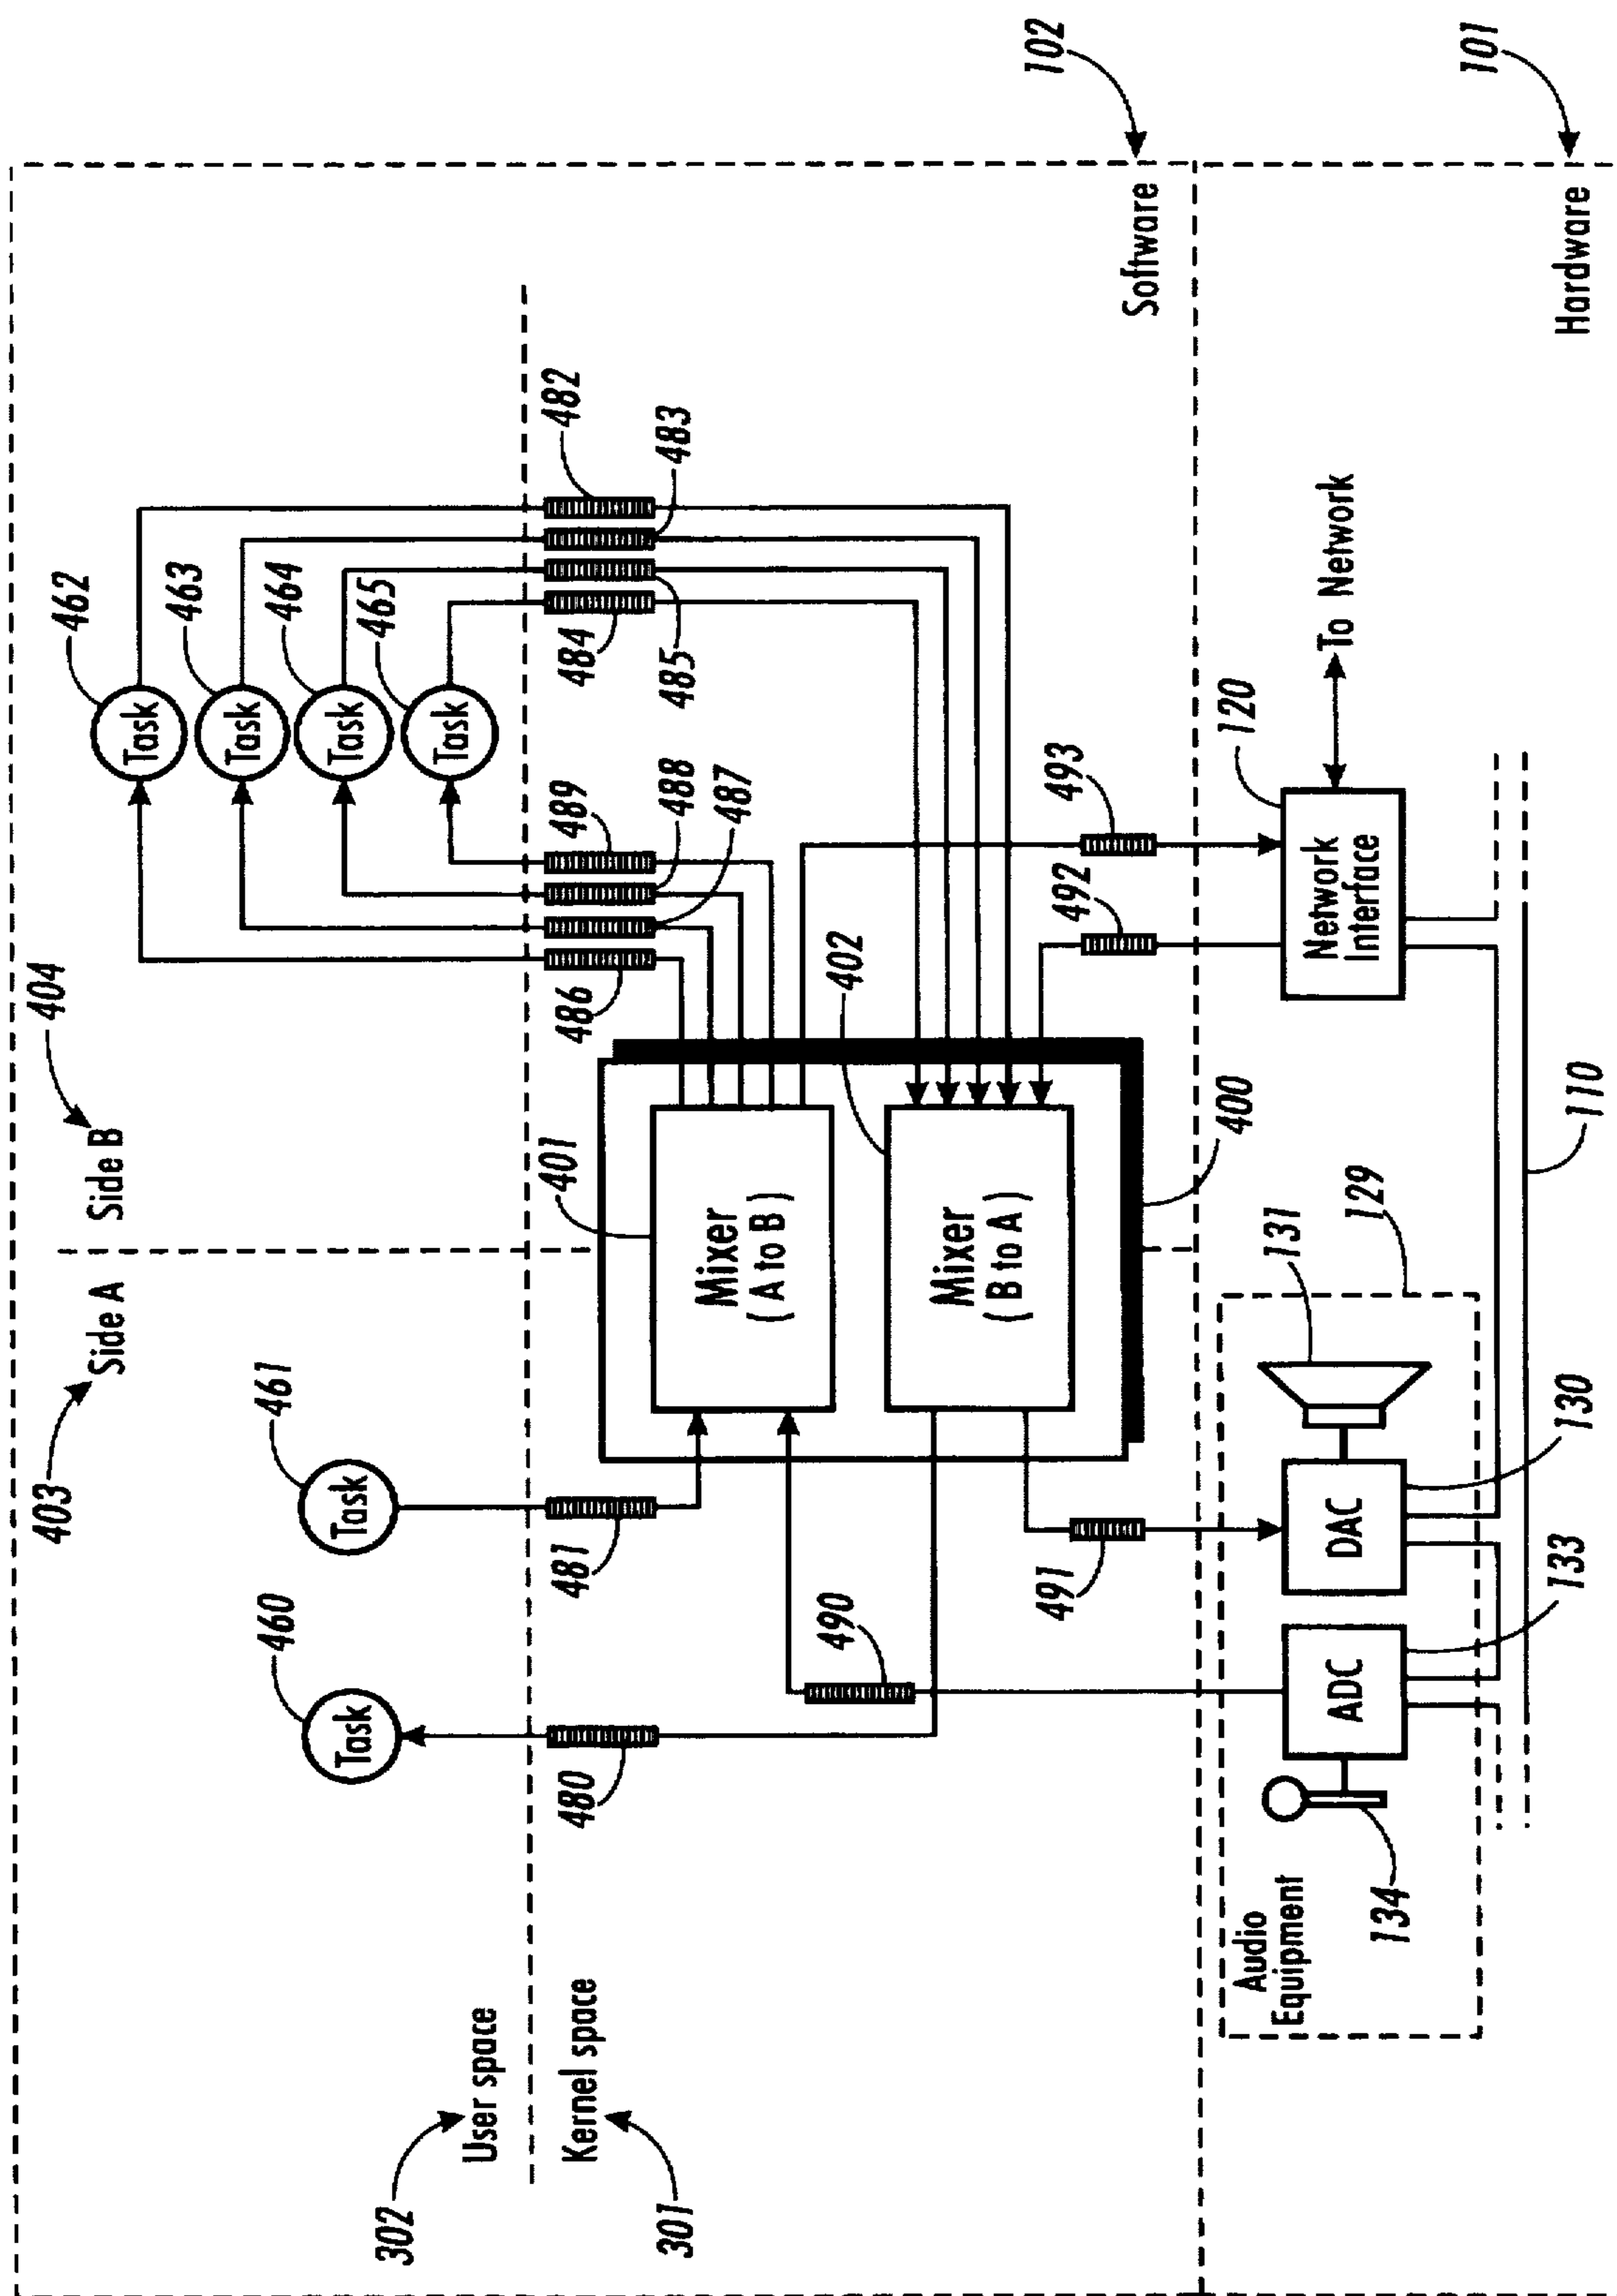 403
Side A
Side B
404
462
Task
463
Task
464
Task
465
Task
460
Task
461
Task
302
User space
301
Kernel space
480
481
486
489
488
487
484
485
482
483
401
Mixer
( A to B )
490
402
Mixer
( B to A )
491
492
493
400
Software
102
Audio
Equipment
134
ADC
133
DAC
130
131
129
Network
Interface
120
To Network
110
Hardware
101